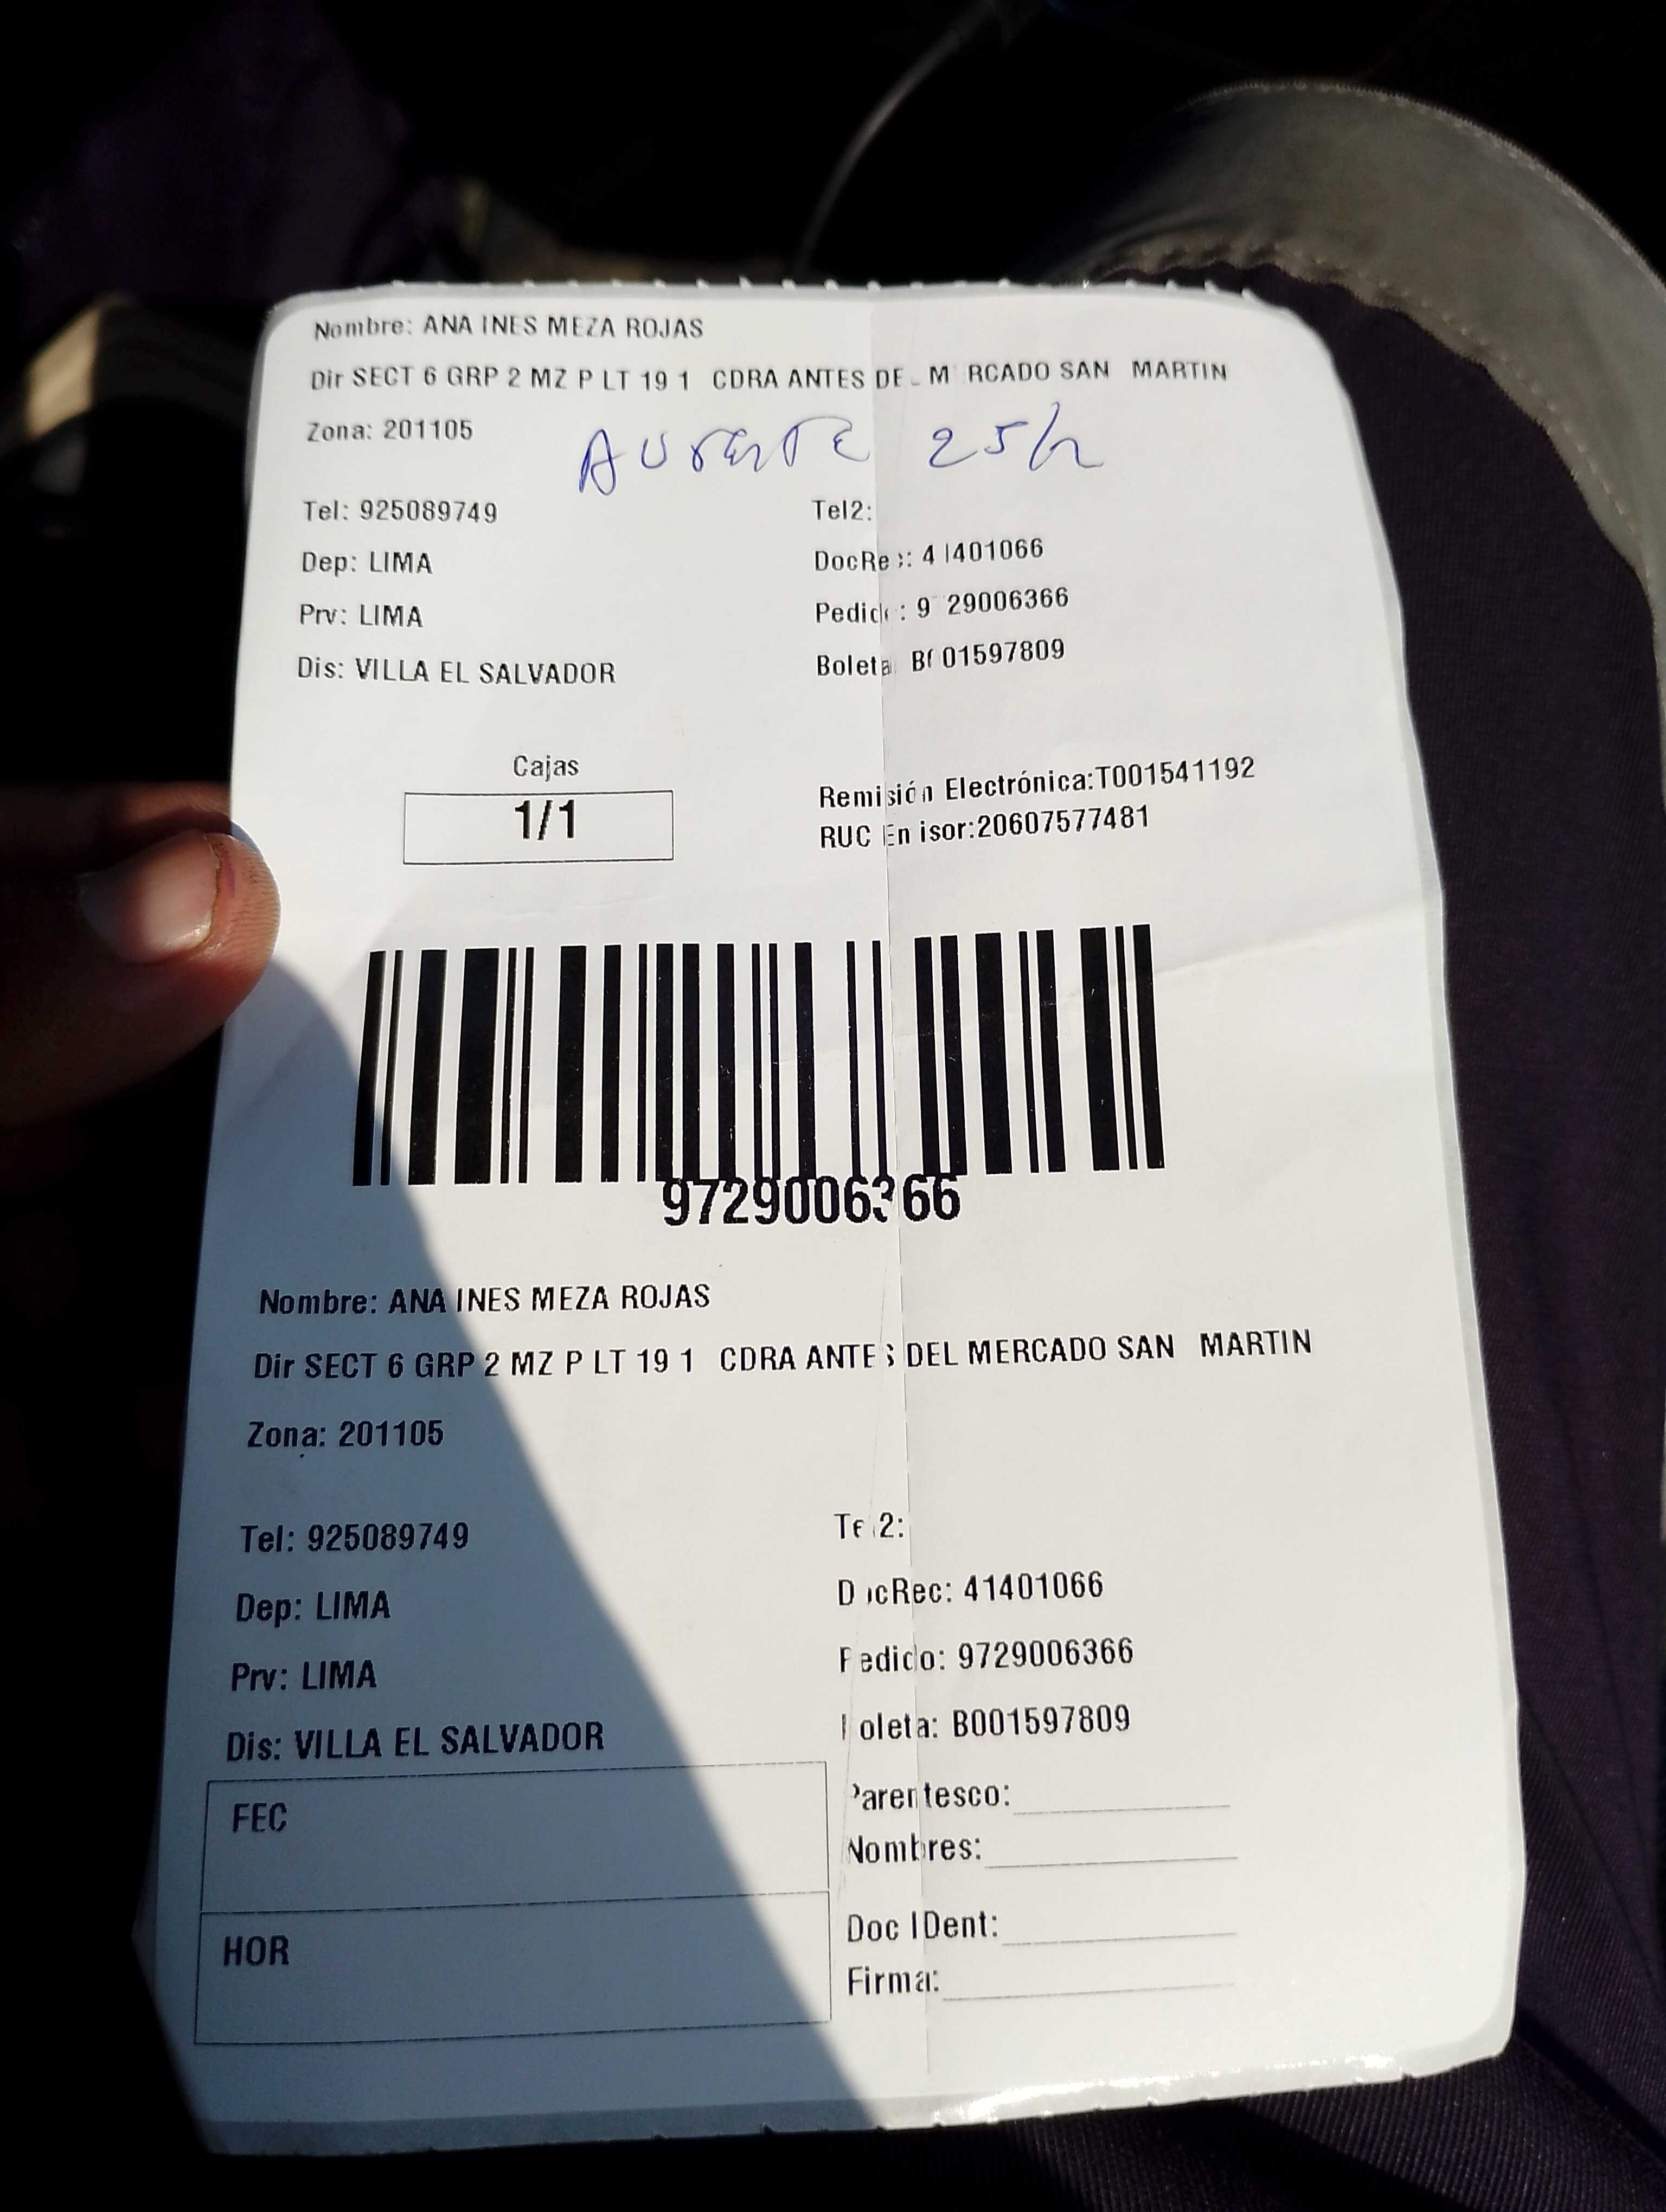 Nombre: ANA INES MEZA ROJAS
Dir SECT 6 GRP 2 MZ P LT 19 1 CDRA ANTES DEL MERCADO SAN MARTIN
Zona: 201105
AUSENTE 25/2
Tel: 925089749 Tel2:
Dep: LIMA DocRec: 41401066
Prv: LIMA Pedido: 9729006366
Dis: VILLA EL SALVADOR Boleta: B001597809
Cajas
1/1
Remisión Electrónica:T001541192
RUC Emisor:20607577481
9729006366
Nombre: ANA INES MEZA ROJAS
Dir SECT 6 GRP 2 MZ P LT 19 1 CDRA ANTES DEL MERCADO SAN MARTIN
Zona: 201105
Tel: 925089749 Tel2:
Dep: LIMA DocRec: 41401066
Prv: LIMA Pedido: 9729006366
Dis: VILLA EL SALVADOR Boleta: B001597809
FEC
Parentesco:
Nombres:
HOR
Doc IDent:
Firma: